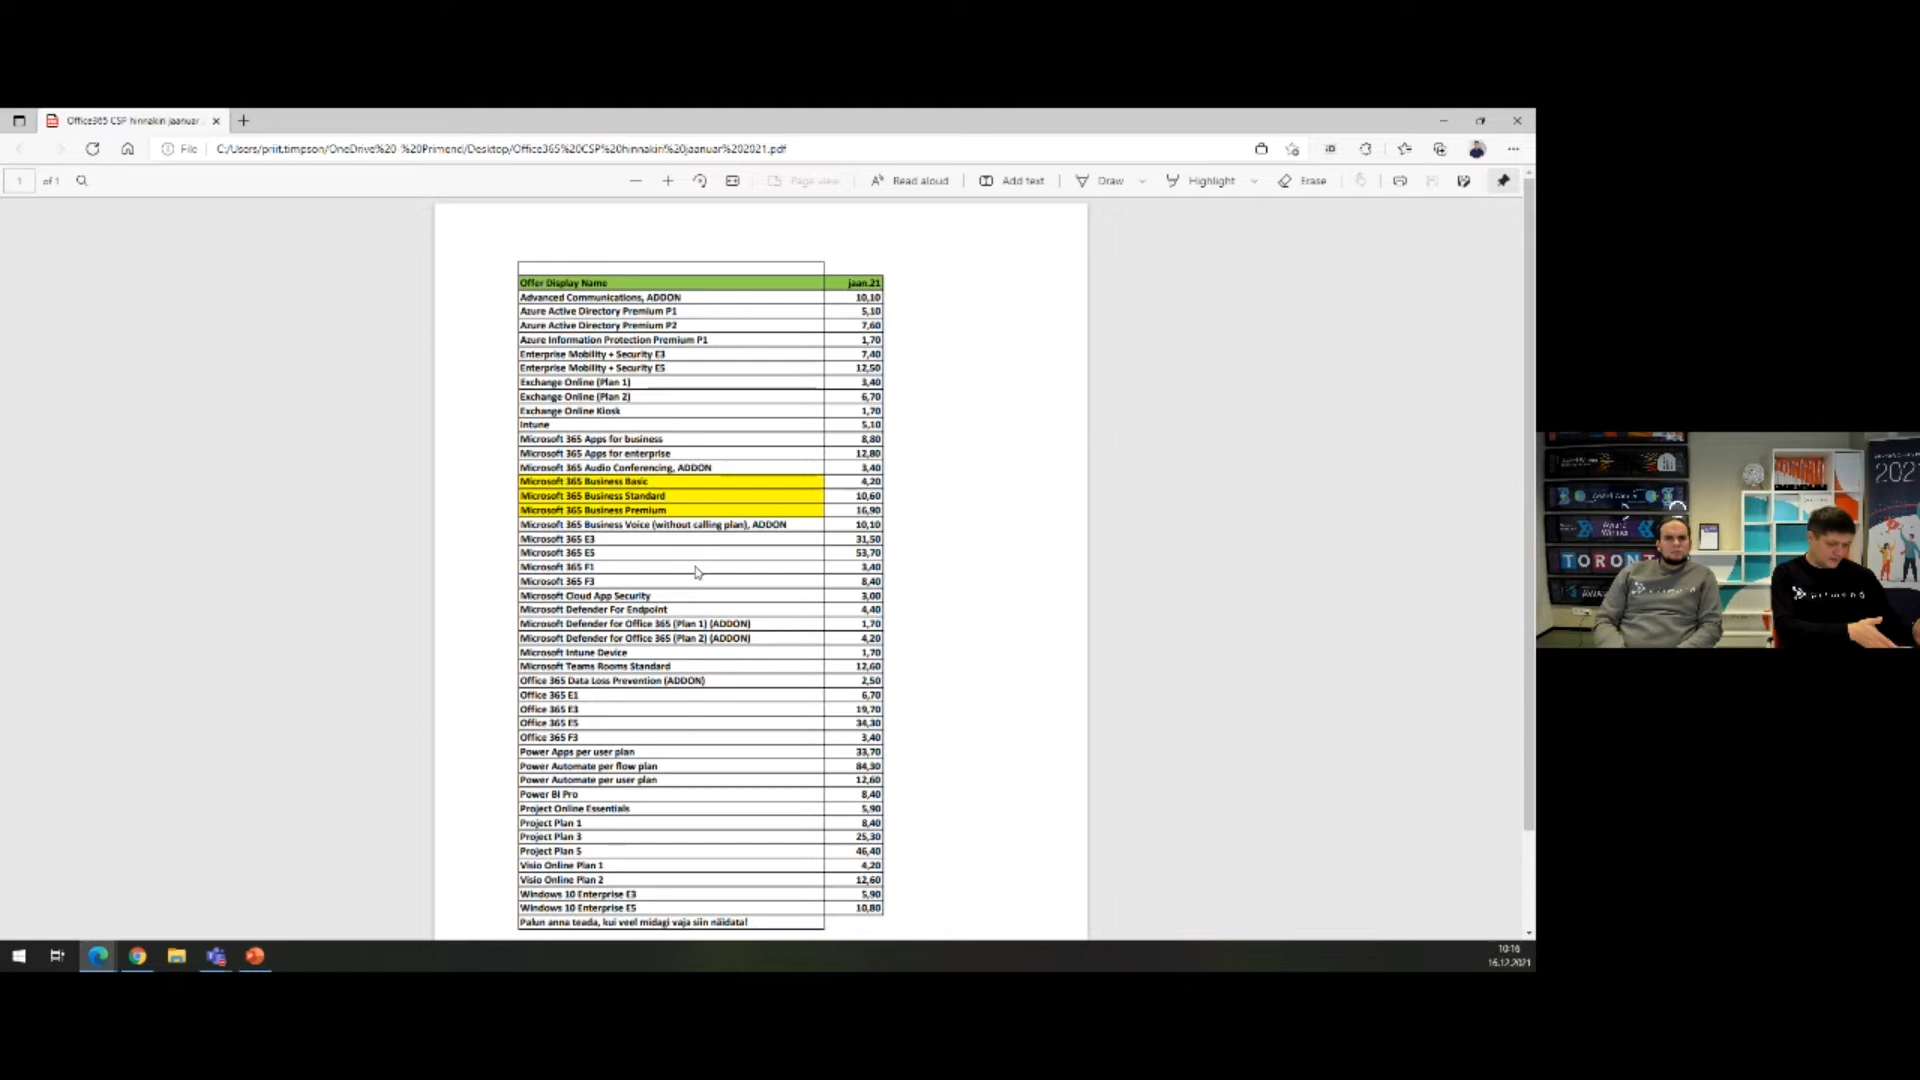 Office365 CSP hinnakiri jaanuar
File
C:/Users/priit.timpson/OneDrive%20-%20Primend/Desktop/Office365%20CSP%20hinnakiri%20jaanuar%202021.pdf
1 of 1
Page view
Read aloud
Add text
Draw
Highlight
Erase
Offer Display Name jaan.21
Advanced Communications, ADDON 10,10
Azure Active Directory Premium P1 5,10
Azure Active Directory Premium P2 7,60
Azure Information Protection Premium P1 1,70
Enterprise Mobility + Security E3 7,40
Enterprise Mobility + Security E5 12,50
Exchange Online (Plan 1) 3,40
Exchange Online (Plan 2) 6,70
Exchange Online Kiosk 1,70
Intune 5,10
Microsoft 365 Apps for business 8,80
Microsoft 365 Apps for enterprise 12,80
Microsoft 365 Audio Conferencing, ADDON 3,40
Microsoft 365 Business Basic 4,20
Microsoft 365 Business Standard 10,60
Microsoft 365 Business Premium 16,90
Microsoft 365 Business Voice (without calling plan), ADDON 10,10
Microsoft 365 E3 31,50
Microsoft 365 E5 53,70
Microsoft 365 F1 3,40
Microsoft 365 F3 8,40
Microsoft Cloud App Security 3,00
Microsoft Defender For Endpoint 4,40
Microsoft Defender for Office 365 (Plan 1) (ADDON) 1,70
Microsoft Defender for Office 365 (Plan 2) (ADDON) 4,20
Microsoft Intune Device 1,70
Microsoft Teams Rooms Standard 12,60
Office 365 Data Loss Prevention (ADDON) 2,50
Office 365 E1 6,70
Office 365 E3 19,70
Office 365 E5 34,30
Office 365 F3 3,40
Power Apps per user plan 33,70
Power Automate per flow plan 84,30
Power Automate per user plan 12,60
Power BI Pro 8,40
Project Online Essentials 5,90
Project Plan 1 8,40
Project Plan 3 25,30
Project Plan 5 46,40
Visio Online Plan 1 4,20
Visio Online Plan 2 12,60
Windows 10 Enterprise E3 5,90
Windows 10 Enterprise E5 10,80
Palun anna teada, kui veel midagi vaja siin näidata!
10:16
16.12.2021
TORONTO
primend